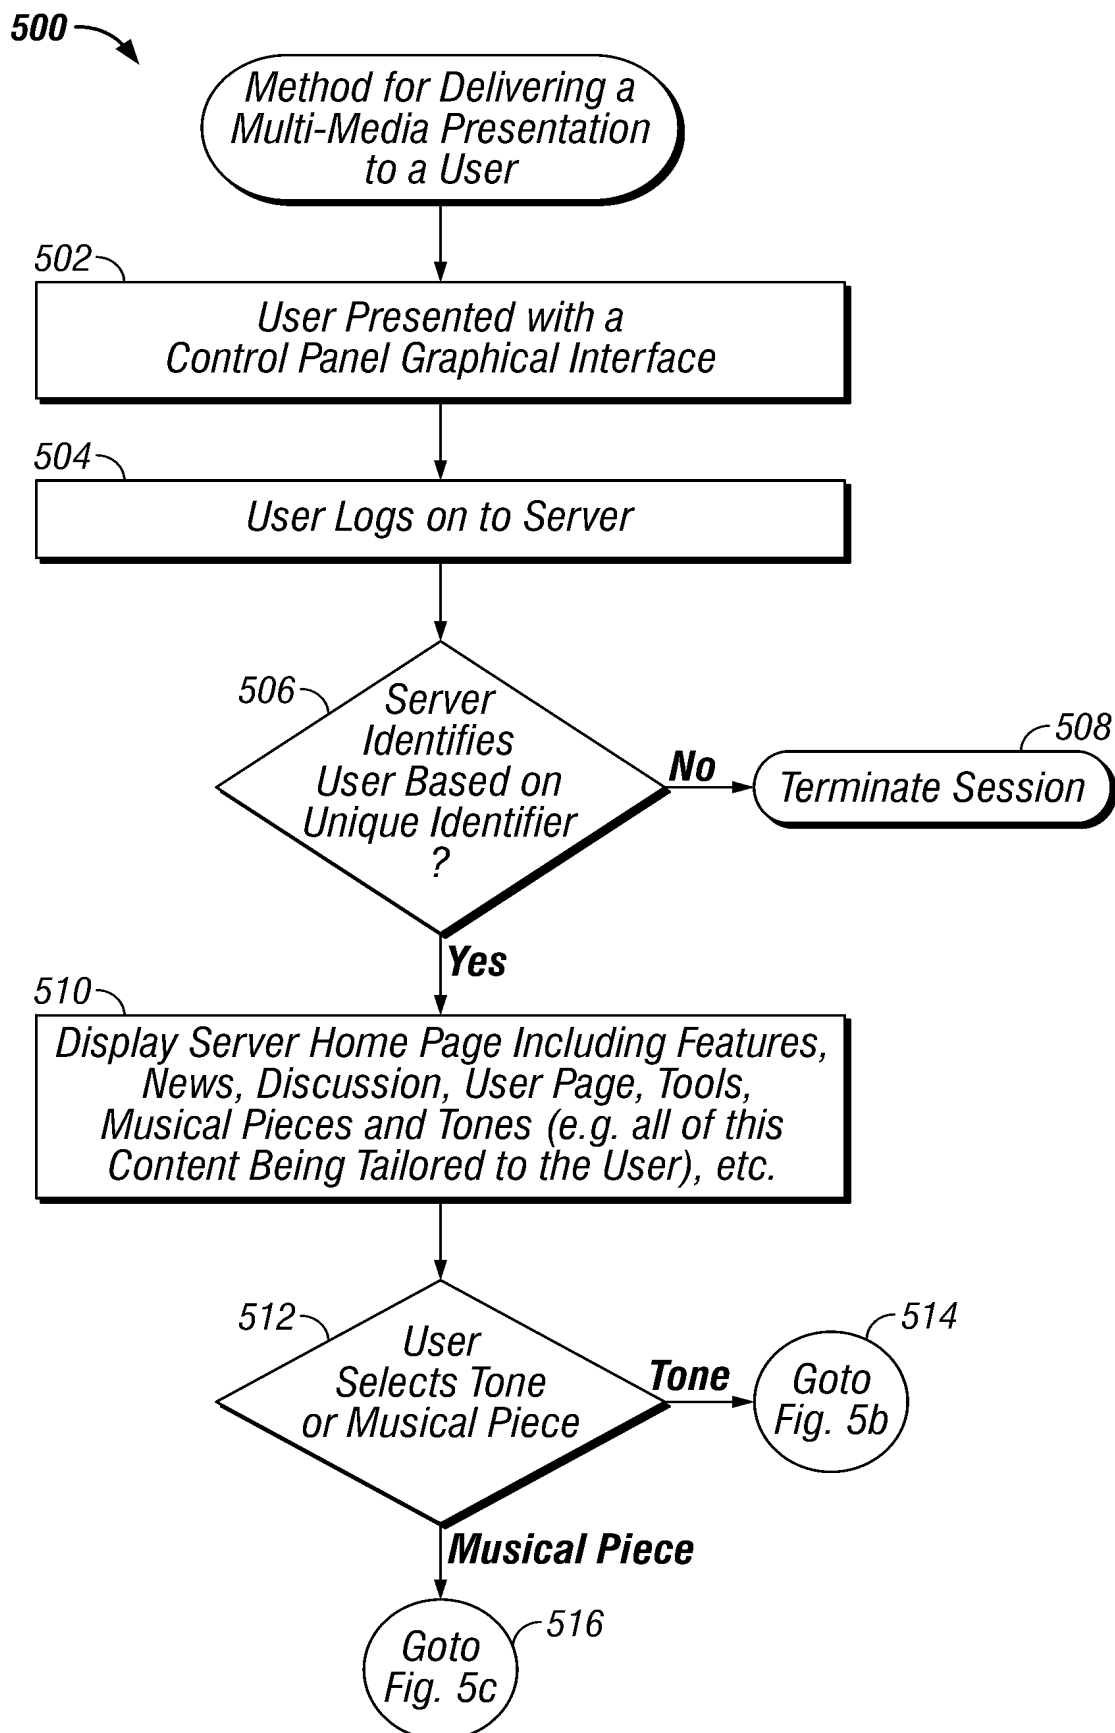 500
Method for Delivering a
Multi-Media Presentation
to a User
502
User Presented with a
Control Panel Graphical Interface
504
User Logs on to Server
506
Server
Identifies
User Based on
Unique Identifier
?
No
508
Terminate Session
Yes
510
Display Server Home Page Including Features,
News, Discussion, User Page, Tools,
Musical Pieces and Tones (e.g. all of this
Content Being Tailored to the User), etc.
512
User
Selects Tone
or Musical Piece
Tone
514
Goto
Fig. 5b
Musical Piece
516
Goto
Fig. 5c